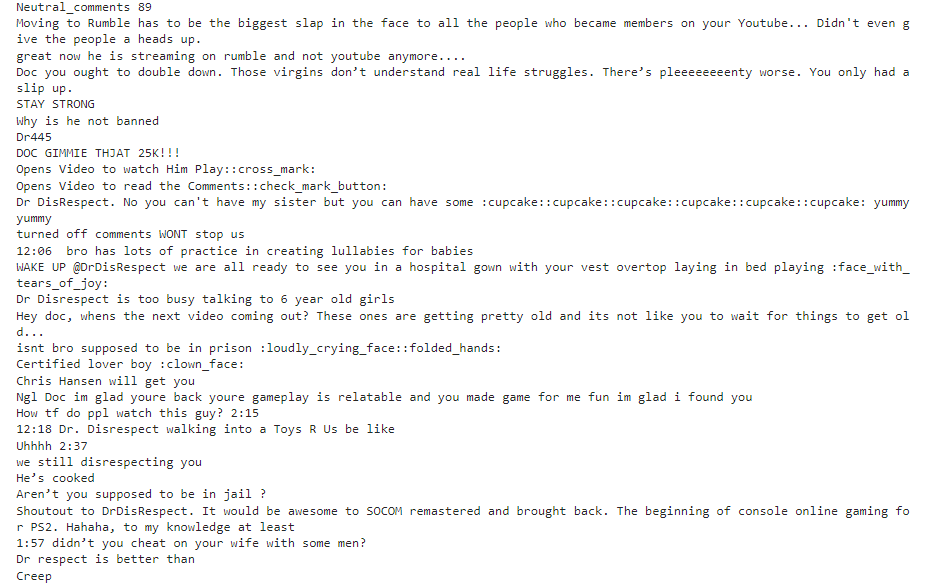 Neutral_comments 89
Moving to Rumble has to be the biggest slap in the face to all the people who became members on your Youtube... Didn't even g
ive the people a heads up.
great now he is streaming on rumble and not youtube anymore....
Doc you ought to double down. Those virgins don’t understand real life struggles. There’s pleeeeeeeenty worse. You only had a
slip up.
STAY STRONG
Why is he not banned
Dr445
DOC GIMMIE THJAT 25K!!!
Opens Video to watch Him Play::cross_mark:
Opens Video to read the Comments::check_mark_button:
Dr DisRespect. No you can't have my sister but you can have some :cupcake::cupcake::cupcake::cupcake::cupcake::cupcake: yummy
yummy
turned off comments WONT stop us
12:06  bro has lots of practice in creating lullabies for babies
WAKE UP @DrDisRespect we are all ready to see you in a hospital gown with your vest overtop laying in bed playing :face_with_
tears_of_joy:
Dr Disrespect is too busy talking to 6 year old girls
Hey doc, whens the next video coming out? These ones are getting pretty old and its not like you to wait for things to get ol
d...
isnt bro supposed to be in prison :loudly_crying_face::folded_hands:
Certified lover boy :clown_face:
Chris Hansen will get you
Ngl Doc im glad youre back youre gameplay is relatable and you made game for me fun im glad i found you
How tf do ppl watch this guy? 2:15
12:18 Dr. Disrespect walking into a Toys R Us be like
Uhhhh 2:37
we still disrespecting you
He’s cooked
Aren’t you supposed to be in jail ?
Shoutout to DrDisRespect. It would be awesome to SOCOM remastered and brought back. The beginning of console online gaming fo
r PS2. Hahaha, to my knowledge at least
1:57 didn’t you cheat on your wife with some men?
Dr respect is better than
Creep